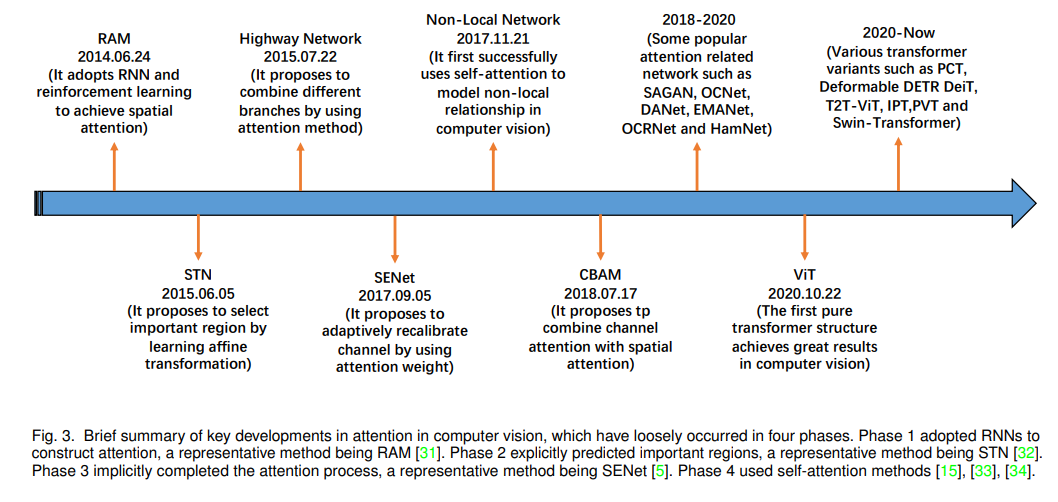 RAM
2014.06.24
(It adopts RNN and
reinforcement learning
to achieve spatial
attention)
Highway Network
2015.07.22
(It proposes to
combine different
branches by using
attention method)
Non-Local Network
2017.11.21
(It first successfully
uses self-attention to
model non-local
relationship in
computer vision)
2018-2020
(Some popular
attention related
network such as
SAGAN, OCNet,
DANet, EMANet,
OCRNet and HamNet)
2020-Now
(Various transformer
variants such as PCT,
Deformable DETR DeiT,
T2T-ViT, IPT,PVT and
Swin-Transformer)
STN
2015.06.05
(It proposes to select
important region by
learning affine
transformation)
SENet
2017.09.05
(It proposes to
adaptively recalibrate
channel by using
attention weight)
CBAM
2018.07.17
(It proposes tp
combine channel
attention with spatial
attention)
ViT
2020.10.22
(The first pure
transformer structure
achieves great results
in computer vision)
Fig. 3. Brief summary of key developments in attention in computer vision, which have loosely occurred in four phases. Phase 1 adopted RNNs to
construct attention, a representative method being RAM [31]. Phase 2 explicitly predicted important regions, a representative method being STN [32].
Phase 3 implicitly completed the attention process, a representative method being SENet [5]. Phase 4 used self-attention methods [15], [33], [34].